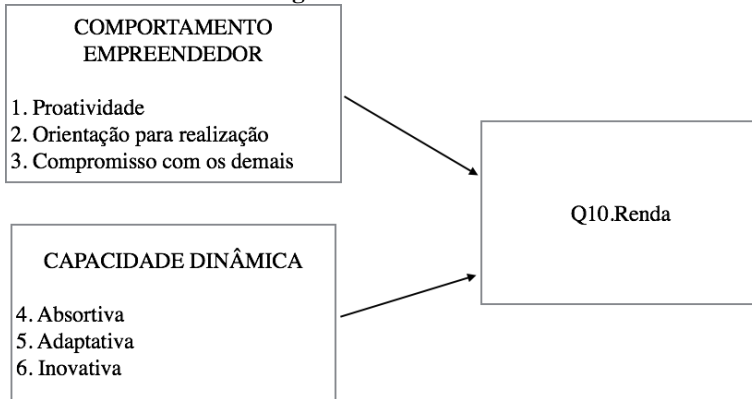 COMPORTAMENTO
EMPREENDEDOR
1. Proatividade
2. Orientação para realização
3. Compromisso com os demais
CAPACIDADE DINÂMICA
4. Absortiva
5. Adaptativa
6. Inovativa
Q10.Renda